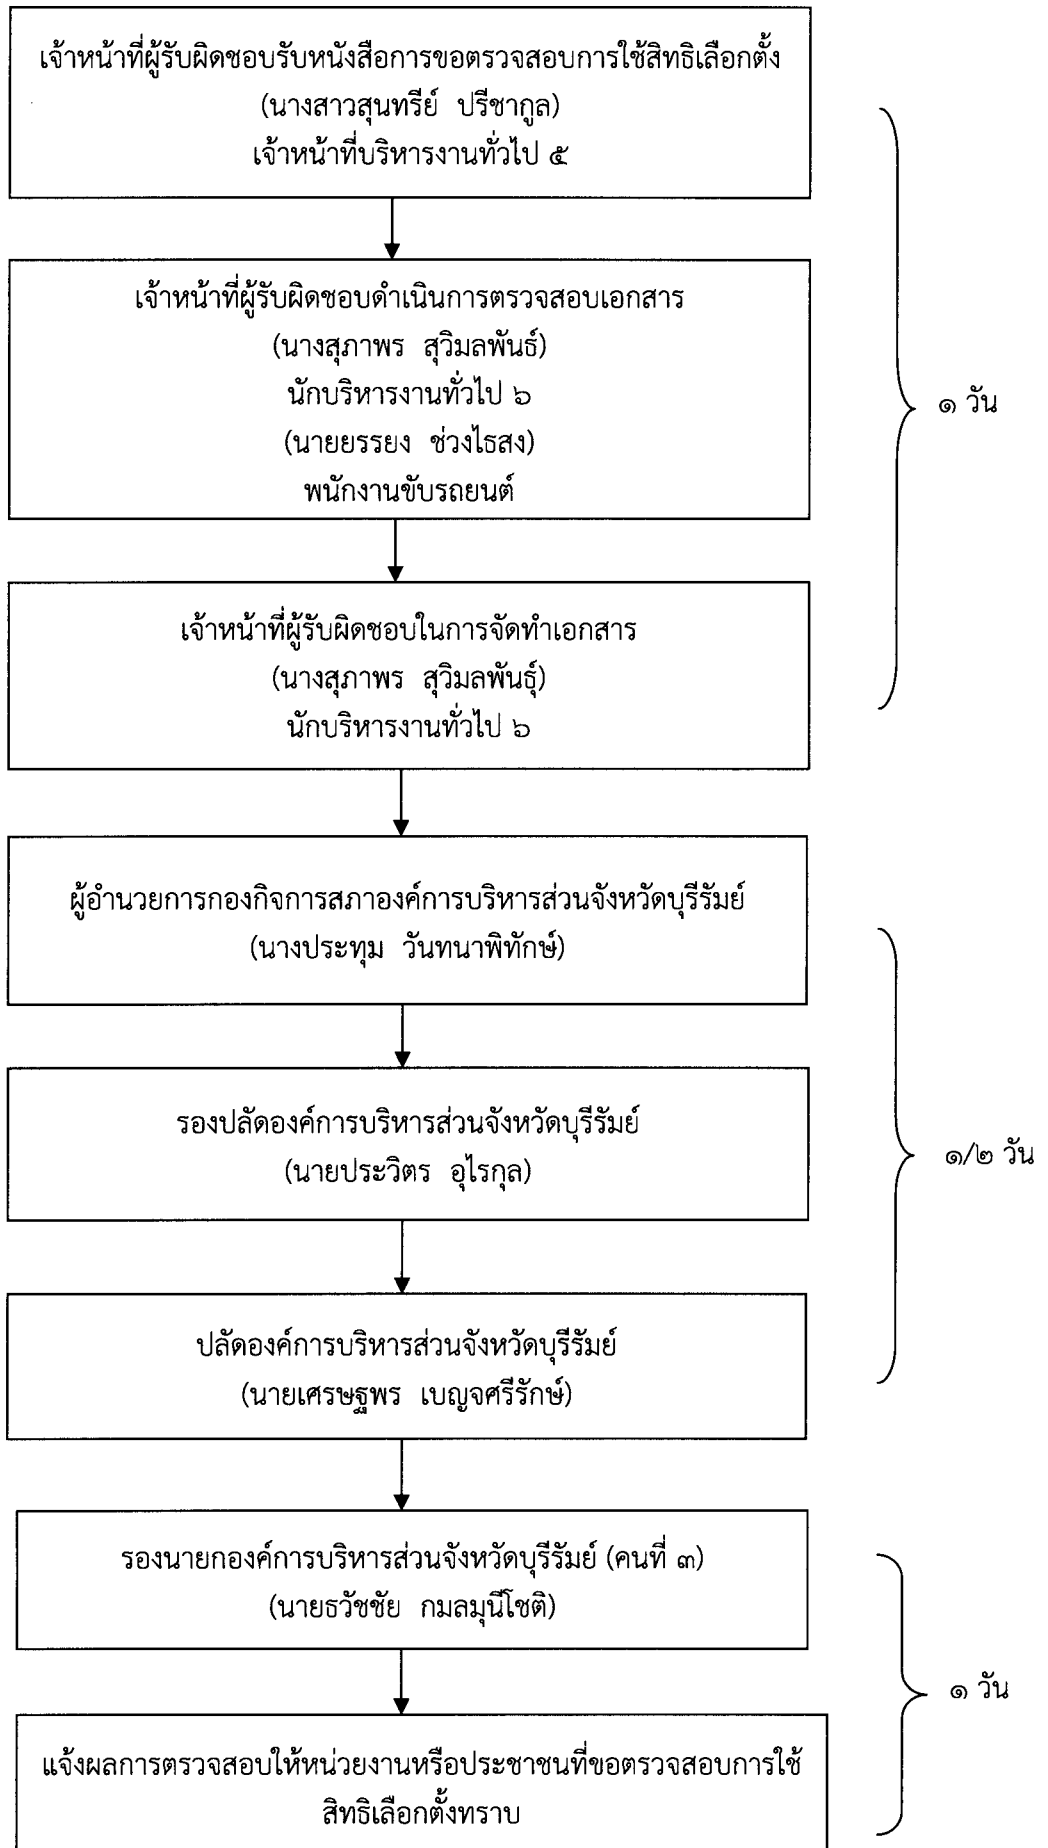 เจ้าหน้าที่ผู้รับผิดชอบรับหนังสือการขอตรวจสอบการใช้สิทธิเลือกตั้ง
(นางสาวสุนทรีย์ ปรีชากูล)
เจ้าหน้าที่บริหารงานทั่วไป ๕
เจ้าหน้าที่ผู้รับผิดชอบดำเนินการตรวจสอบเอกสาร
(นางสุภาพร สุวิมลพันธ์)
นักบริหารงานทั่วไป ๖
(นายยรรยง ช่วงไธสง)
พนักงานขับรถยนต์
๑ วัน
เจ้าหน้าที่ผู้รับผิดชอบในการจัดทำเอกสาร
(นางสุภาพร สุวิมลพันธุ์)
นักบริหารงานทั่วไป ๖
ผู้อำนวยการกองกิจการสภาองค์การบริหารส่วนจังหวัดบุรีรัมย์
(นางประทุม วันทนาพิทักษ์)
รองปลัดองค์การบริหารส่วนจังหวัดบุรีรัมย์
(นายประวิตร อุไรกุล)
๑/๒ วัน
ปลัดองค์การบริหารส่วนจังหวัดบุรีรัมย์
(นายเศรษฐพร เบญจศรีรักษ์)
รองนายกองค์การบริหารส่วนจังหวัดบุรีรัมย์ (คนที่ ๓)
(นายธวัชชัย กมลมุนีโชติ)
๑ วัน
แจ้งผลการตรวจสอบให้หน่วยงานหรือประชาชนที่ขอตรวจสอบการใช้
สิทธิเลือกตั้งทราบ